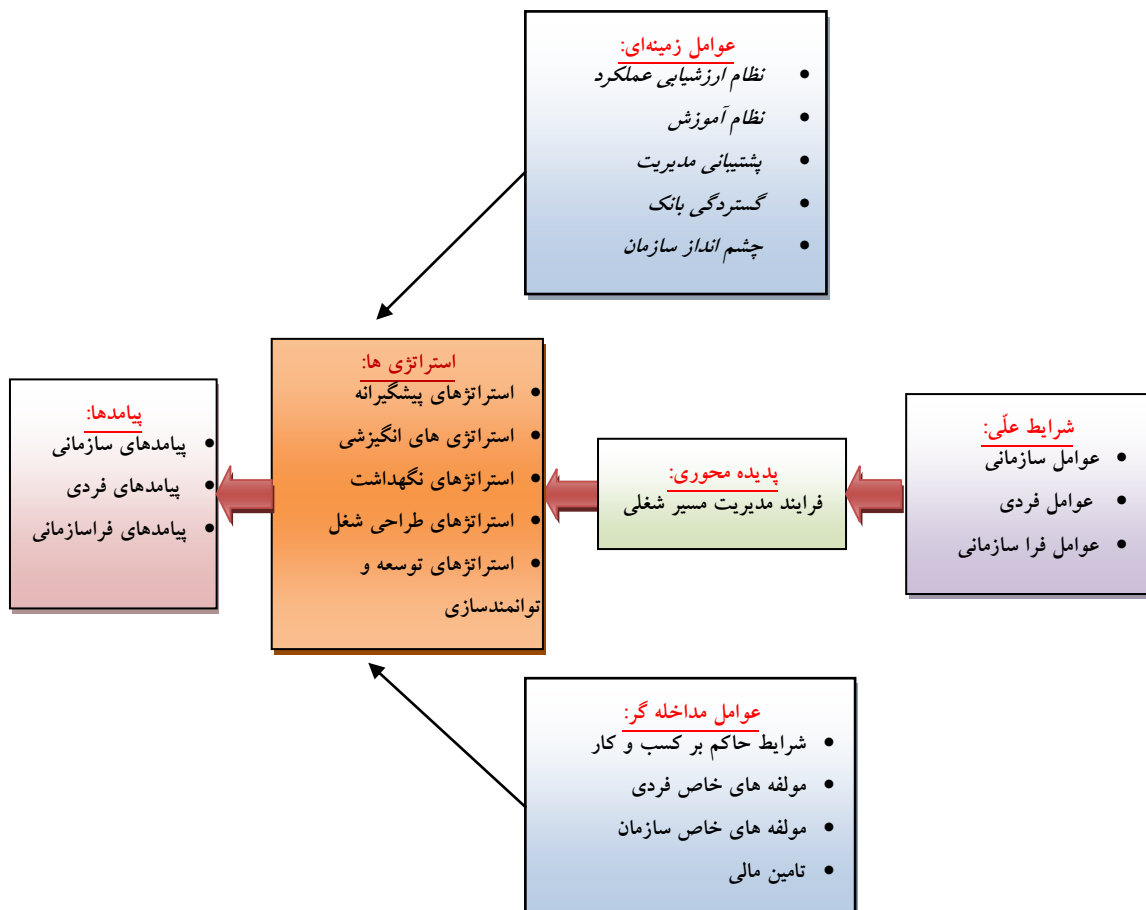 عوامل زمینه‌ای:
• نظام ارزشیابی عملکرد
• نظام آموزش
• پشتیبانی مدیریت
• گستردگی بانک
• چشم انداز سازمان
شرایط علّی:
• عوامل سازمانی
• عوامل فردی
• عوامل فرا سازمانی
پدیده محوری:
فرایند مدیریت مسیر شغلی
استراتژی ها:
• استراتژهای پیشگیرانه
• استراتژی های انگیزشی
• استراتژهای نگهداشت
• استراتژهای طراحی شغل
• استراتژهای توسعه و
توانمندسازی
پیامدها:
• پیامدهای سازمانی
• پیامدهای فردی
• پیامدهای فراسازمانی
عوامل مداخله گر:
• شرایط حاکم بر کسب و کار
• مولفه های خاص فردی
• مولفه های خاص سازمان
• تامین مالی